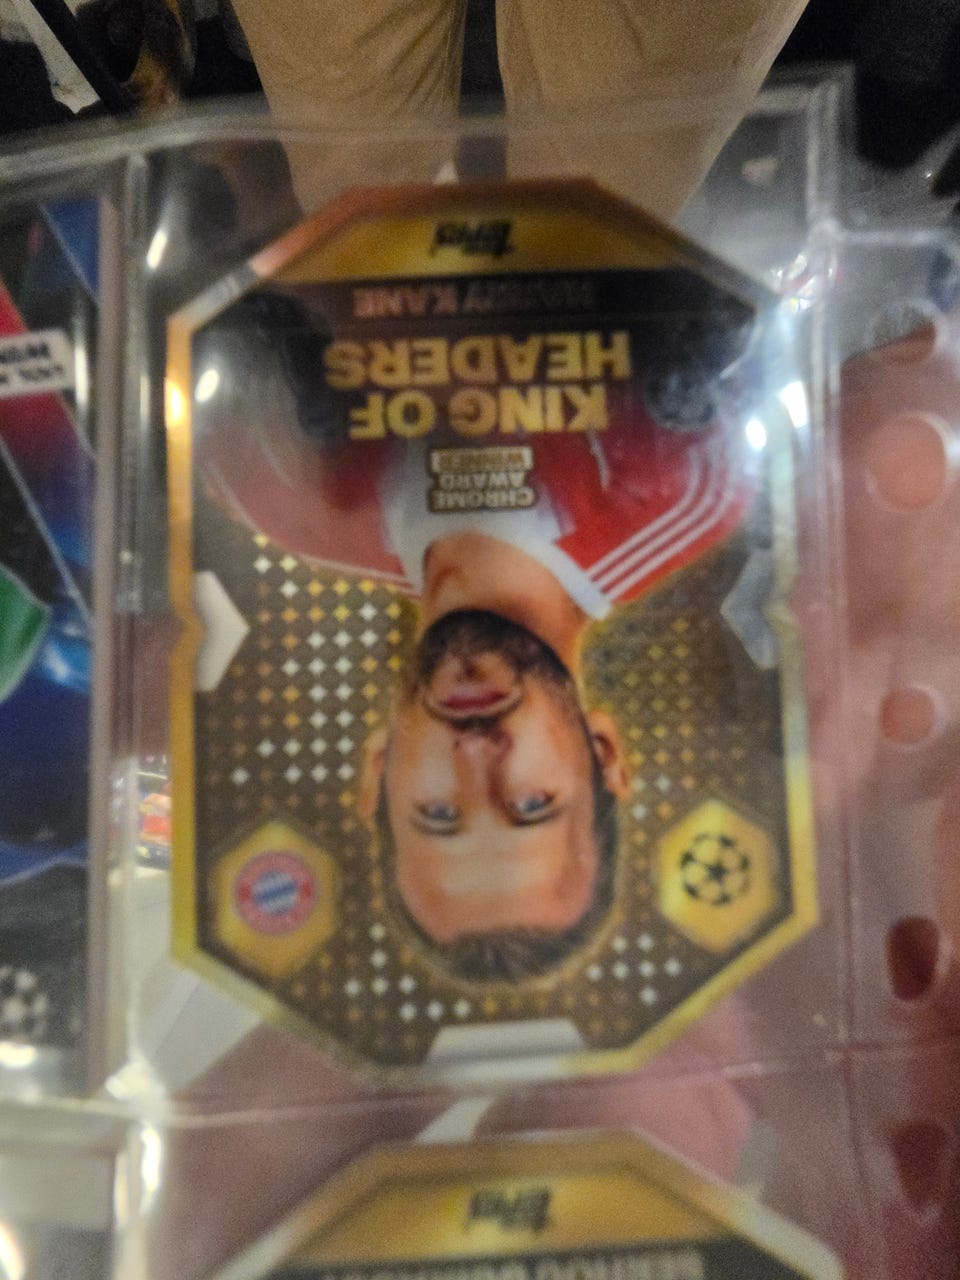 CHROME
AWARD
WINNER
KING OF
HEADERS
HARRY KANE
topps
topps